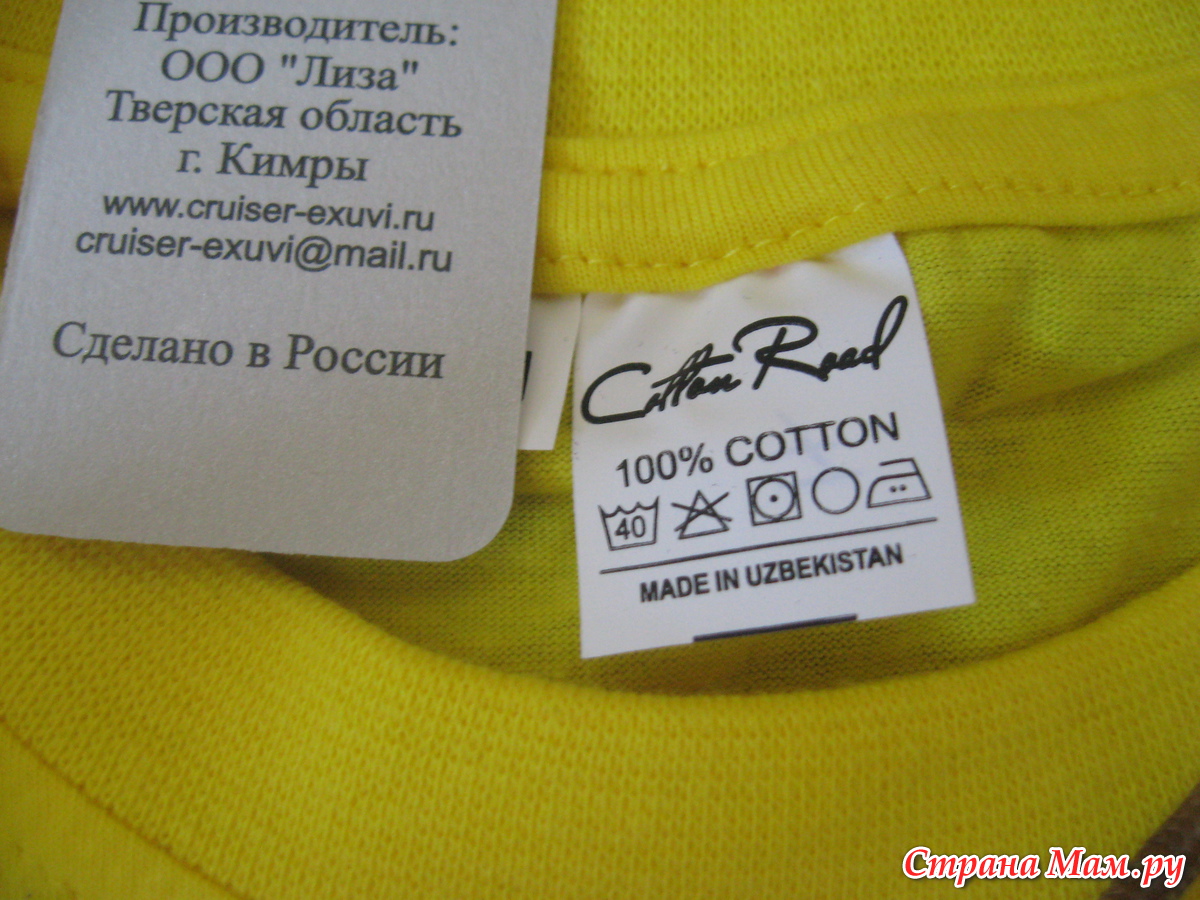 Производитель:
ООО "Лиза"
Тверская область
г. Кимры
www.cruiser-exuvi.ru
cruiser-exuvi@mail.ru
Сделано в России
Cotton Road
100% COTTON
40
MADE IN UZBEKISTAN
Страна Мам.ру